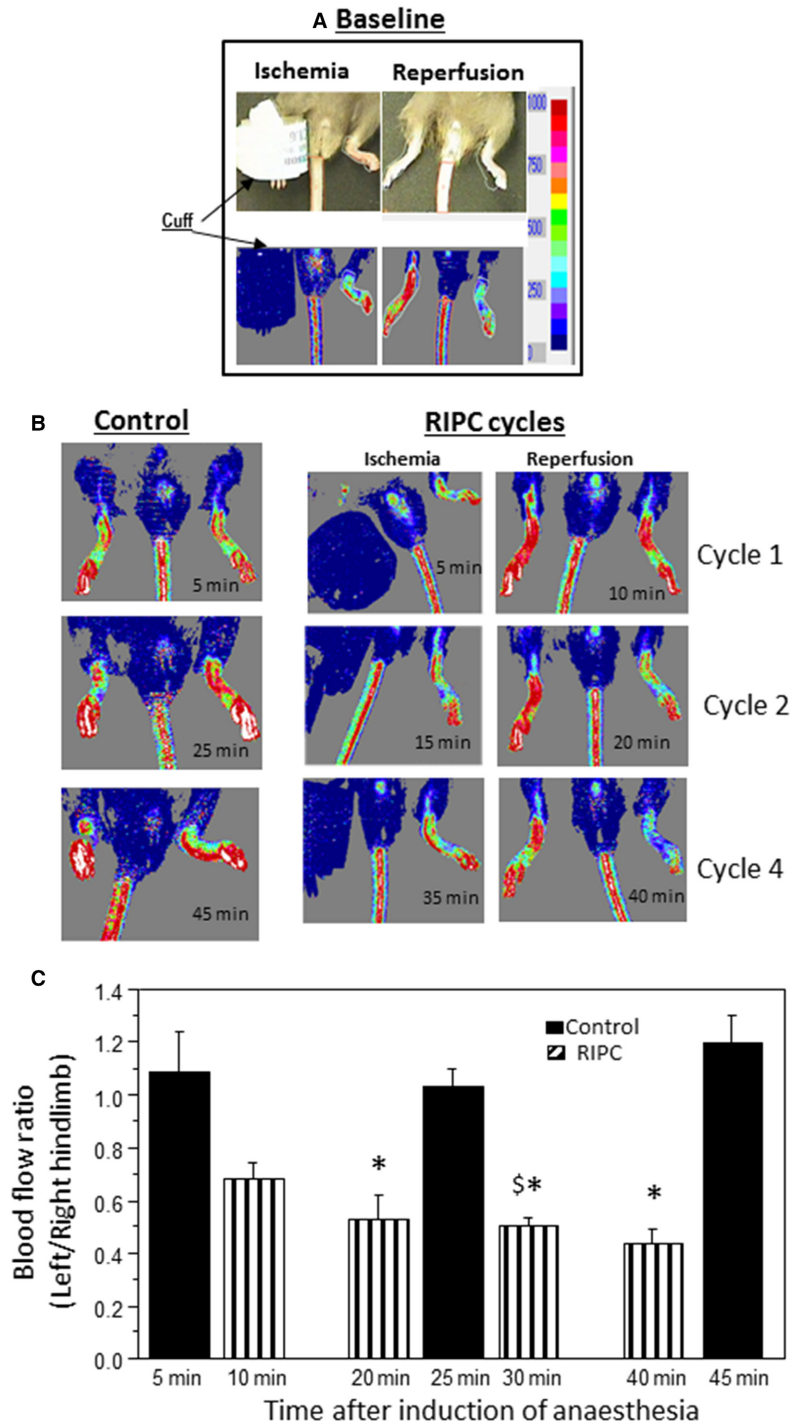 A Baseline
Ischemia Reperfusion
Cuff
1000
750
500
250
0
B Control RIPC cycles
Ischemia Reperfusion
5 min 5 min 10 min Cycle 1
25 min 15 min 20 min Cycle 2
45 min 35 min 40 min Cycle 4
C
Blood flow ratio
(Left/Right hindlimb)
1.4
1.2
1.0
0.8
0.6
0.4
0.2
0.0
Control
RIPC
* $* *
5 min 10 min 20 min 25 min 30 min 40 min 45 min
Time after induction of anaesthesia